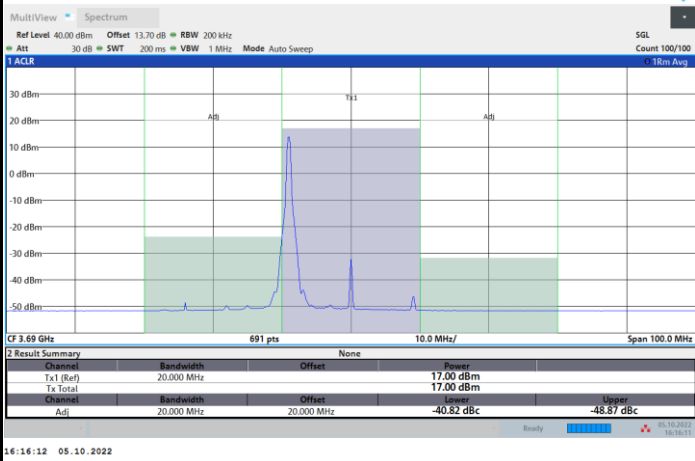 MultiView Spectrum
Ref Level 40.00 dBm Offset 13.70 dB RBW 200 kHz SGL
Att 30 dB SWT 200 ms VBW 1 MHz Mode Auto Sweep Count 100/100
1 ACLR 1Rm Avg
30 dBm
Tx1
20 dBm Adj Adj
10 dBm
0 dBm
-10 dBm
-20 dBm
-30 dBm
-40 dBm
-50 dBm
CF 3.69 GHz 691 pts 10.0 MHz/ Span 100.0 MHz
2 Result Summary None
Channel Bandwidth Offset Power
Tx1 (Ref) 20.000 MHz 17.00 dBm
Tx Total 17.00 dBm
Channel Bandwidth Offset Lower Upper
Adj 20.000 MHz 20.000 MHz -40.82 dBc -48.87 dBc
Ready 05.10.2022
16:16:11
16:16:12 05.10.2022